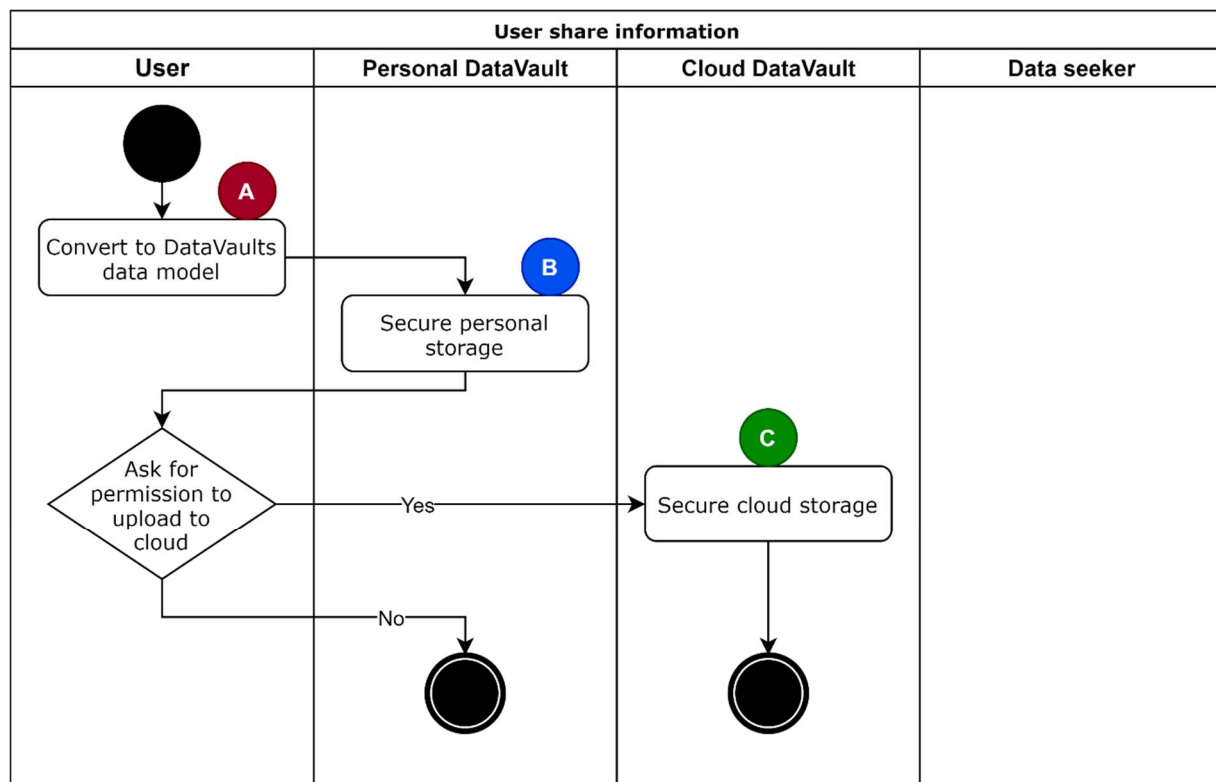 User share information
User
Personal DataVault
Cloud DataVault
Data seeker
A
Convert to DataVaults
data model
B
Secure personal
storage
C
Ask for
permission to
upload to
cloud
Yes
Secure cloud storage
No